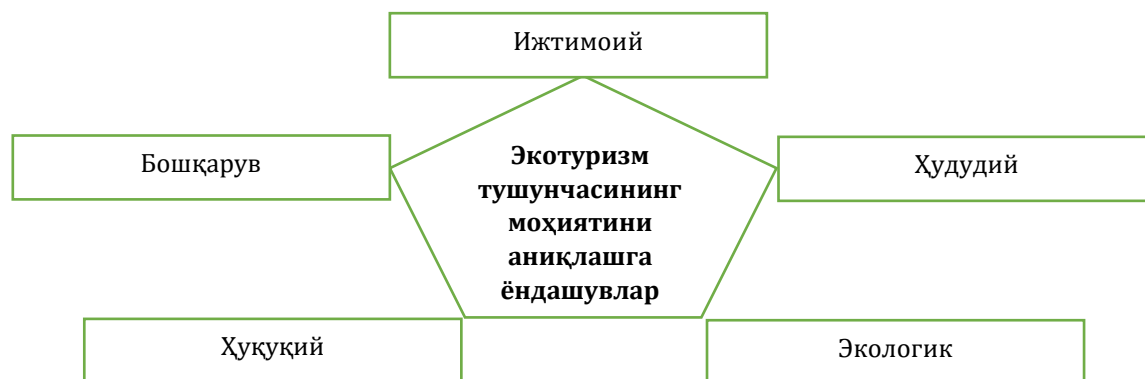 Ижтимоий
Бошқарув
Экотуризм
тушунчасининг
моҳиятини
аниқлашга
ёндашувлар
Ҳудудий
Ҳуқуқий
Экологик